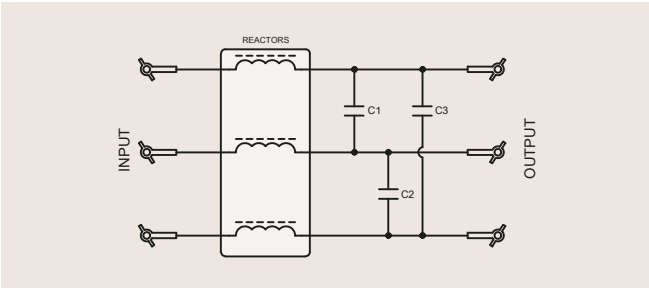 REACTORS
C1
C3
INPUT
OUTPUT
C2